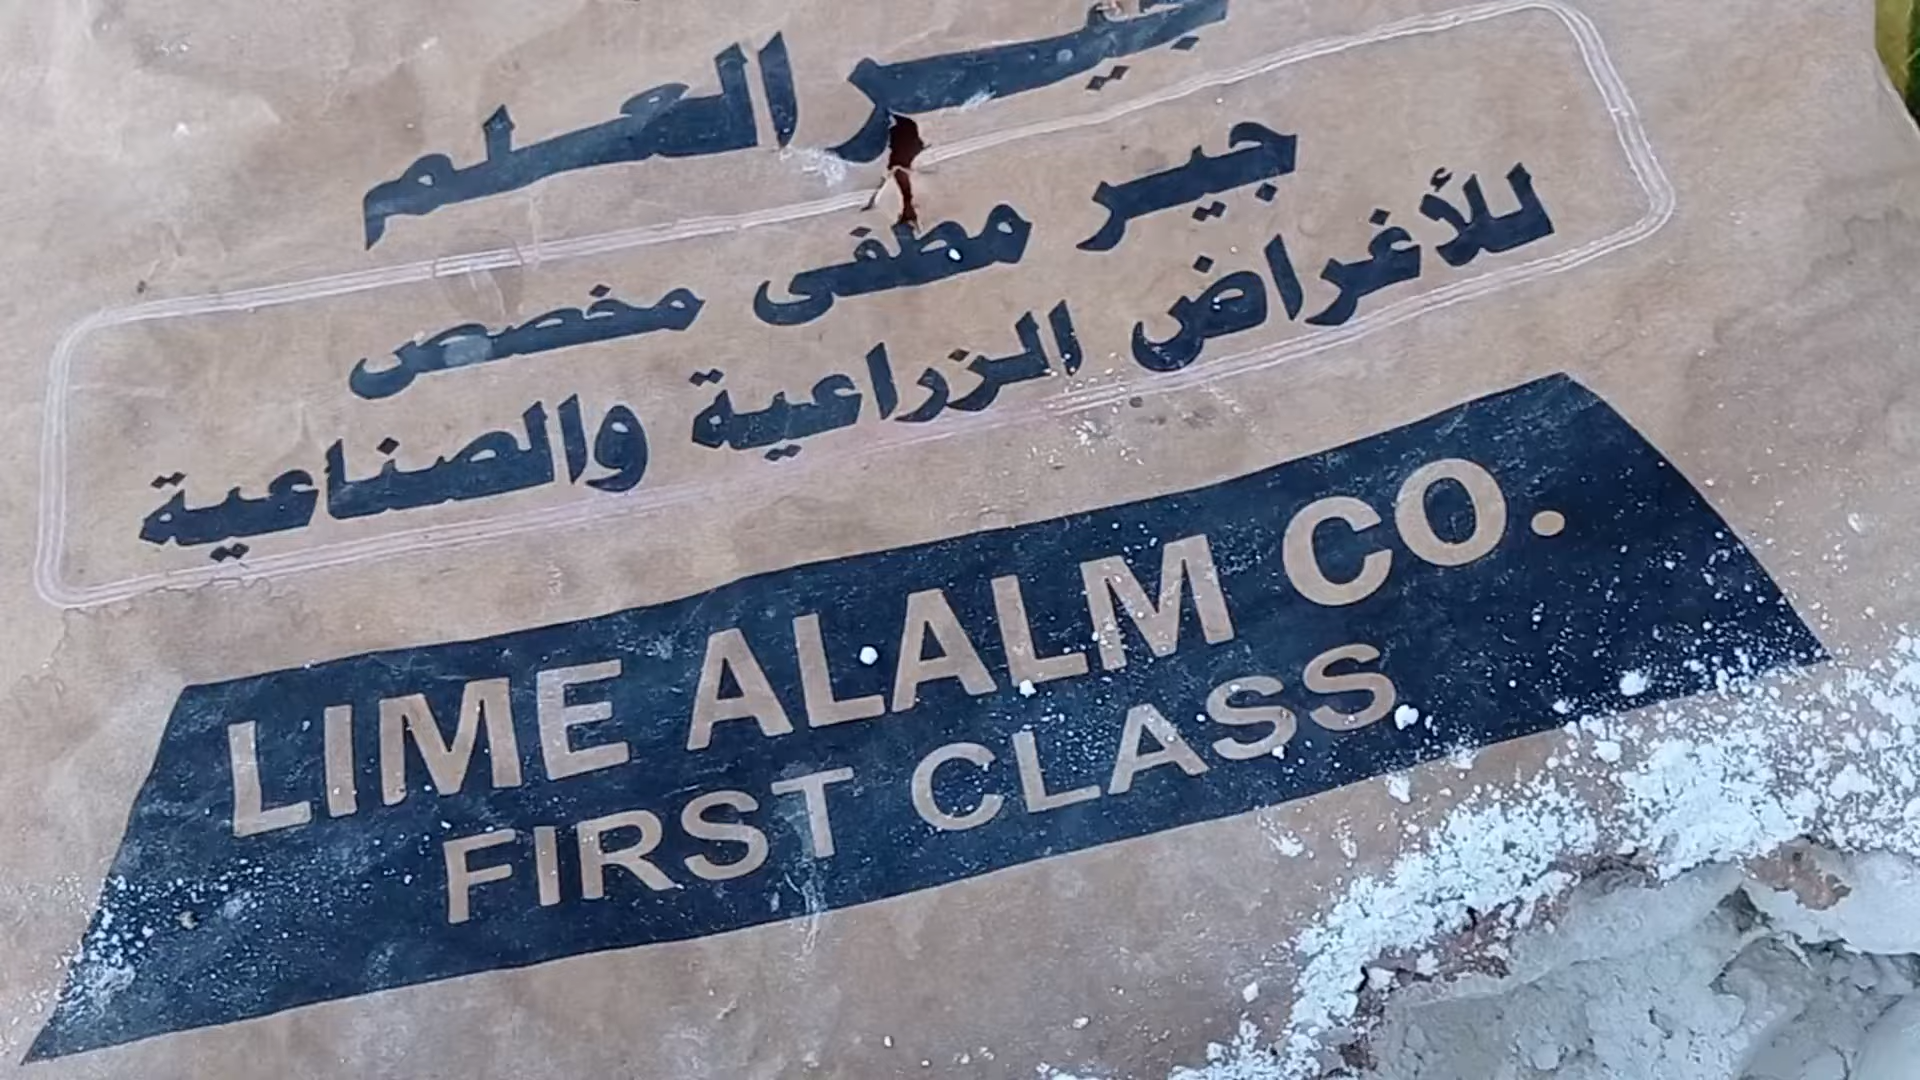 جير العلم
جير مطفى مخصص
للأغراض الزراعية والصناعية
LIME ALALM CO.
FIRST CLASS